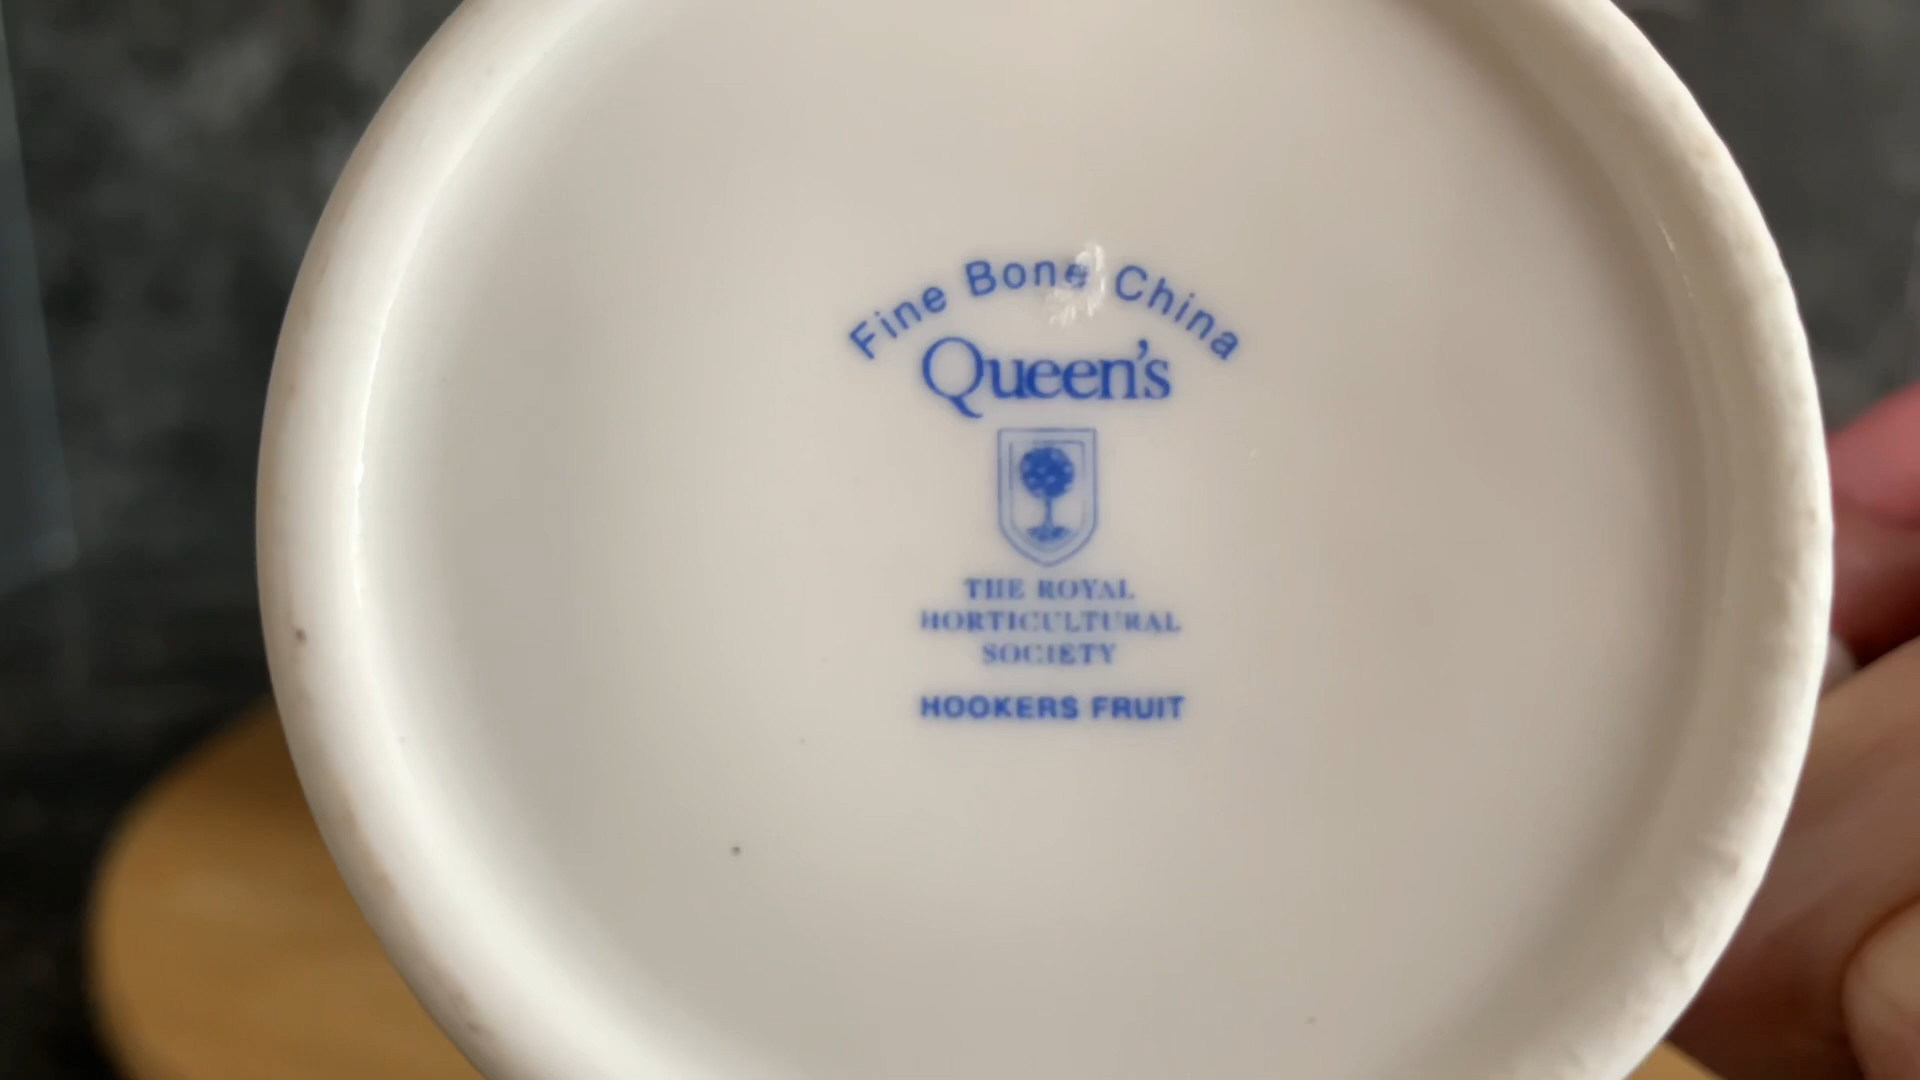 Fine Bone China
Queen's
THE ROYAL
HORTICULTURAL
SOCIETY
HOOKERS FRUIT